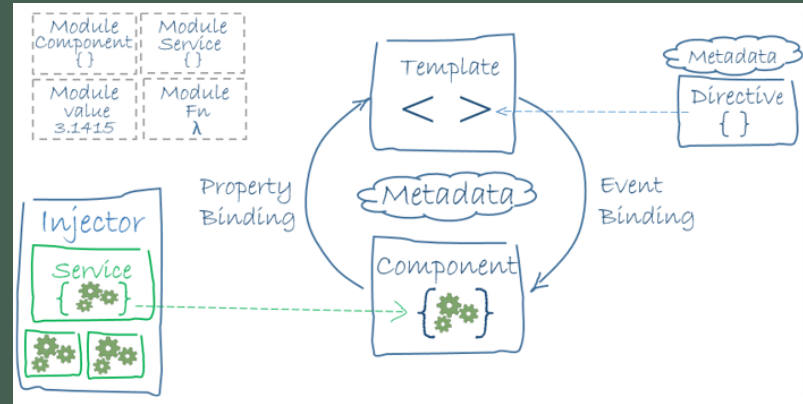 Module
Component
{ }
Module
Service
{ }
Module
value
3.1415
Module
Fn
λ
Template
< >
Metadata
Directive
{ }
Property
Binding
Metadata
Event
Binding
Injector
Service
{ }
Component
{ }